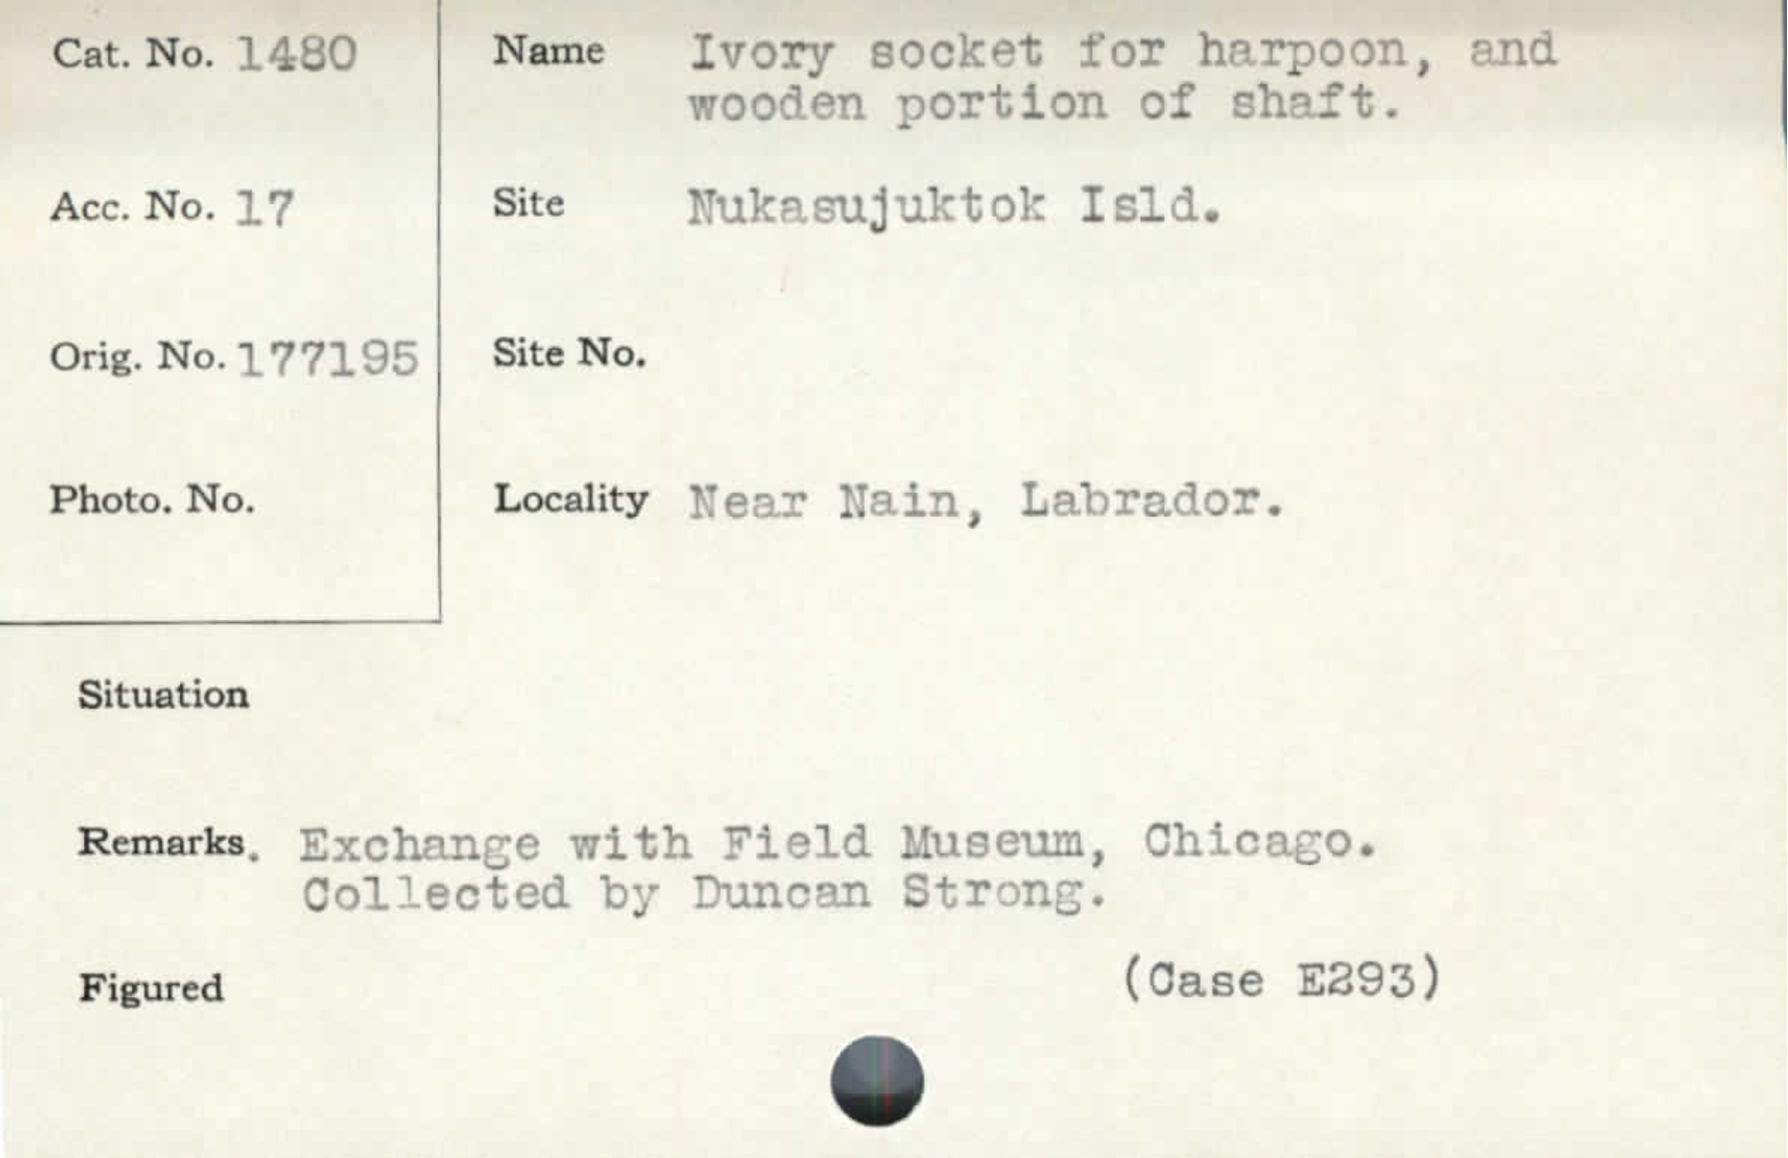 Cat. No. 1480
Name Ivory socket for harpoon, and
wooden portion of shaft.
Acc. No. 17
Site Nukasujuktok Isld.
Orig. No. 177195
Site No.
Photo. No.
Locality Near Nain, Labrador.
Situation
Remarks. Exchange with Field Museum, Chicago.
Collected by Duncan Strong.
Figured
(Case E293)